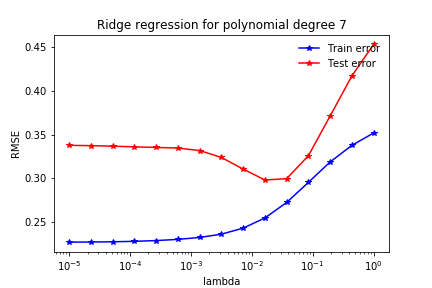 Ridge regression for polynomial degree 7
Train error
Test error
RMSE
0.45
0.40
0.35
0.30
0.25
10⁻⁵ 10⁻⁴ 10⁻³ 10⁻² 10⁻¹ 10⁰
lambda